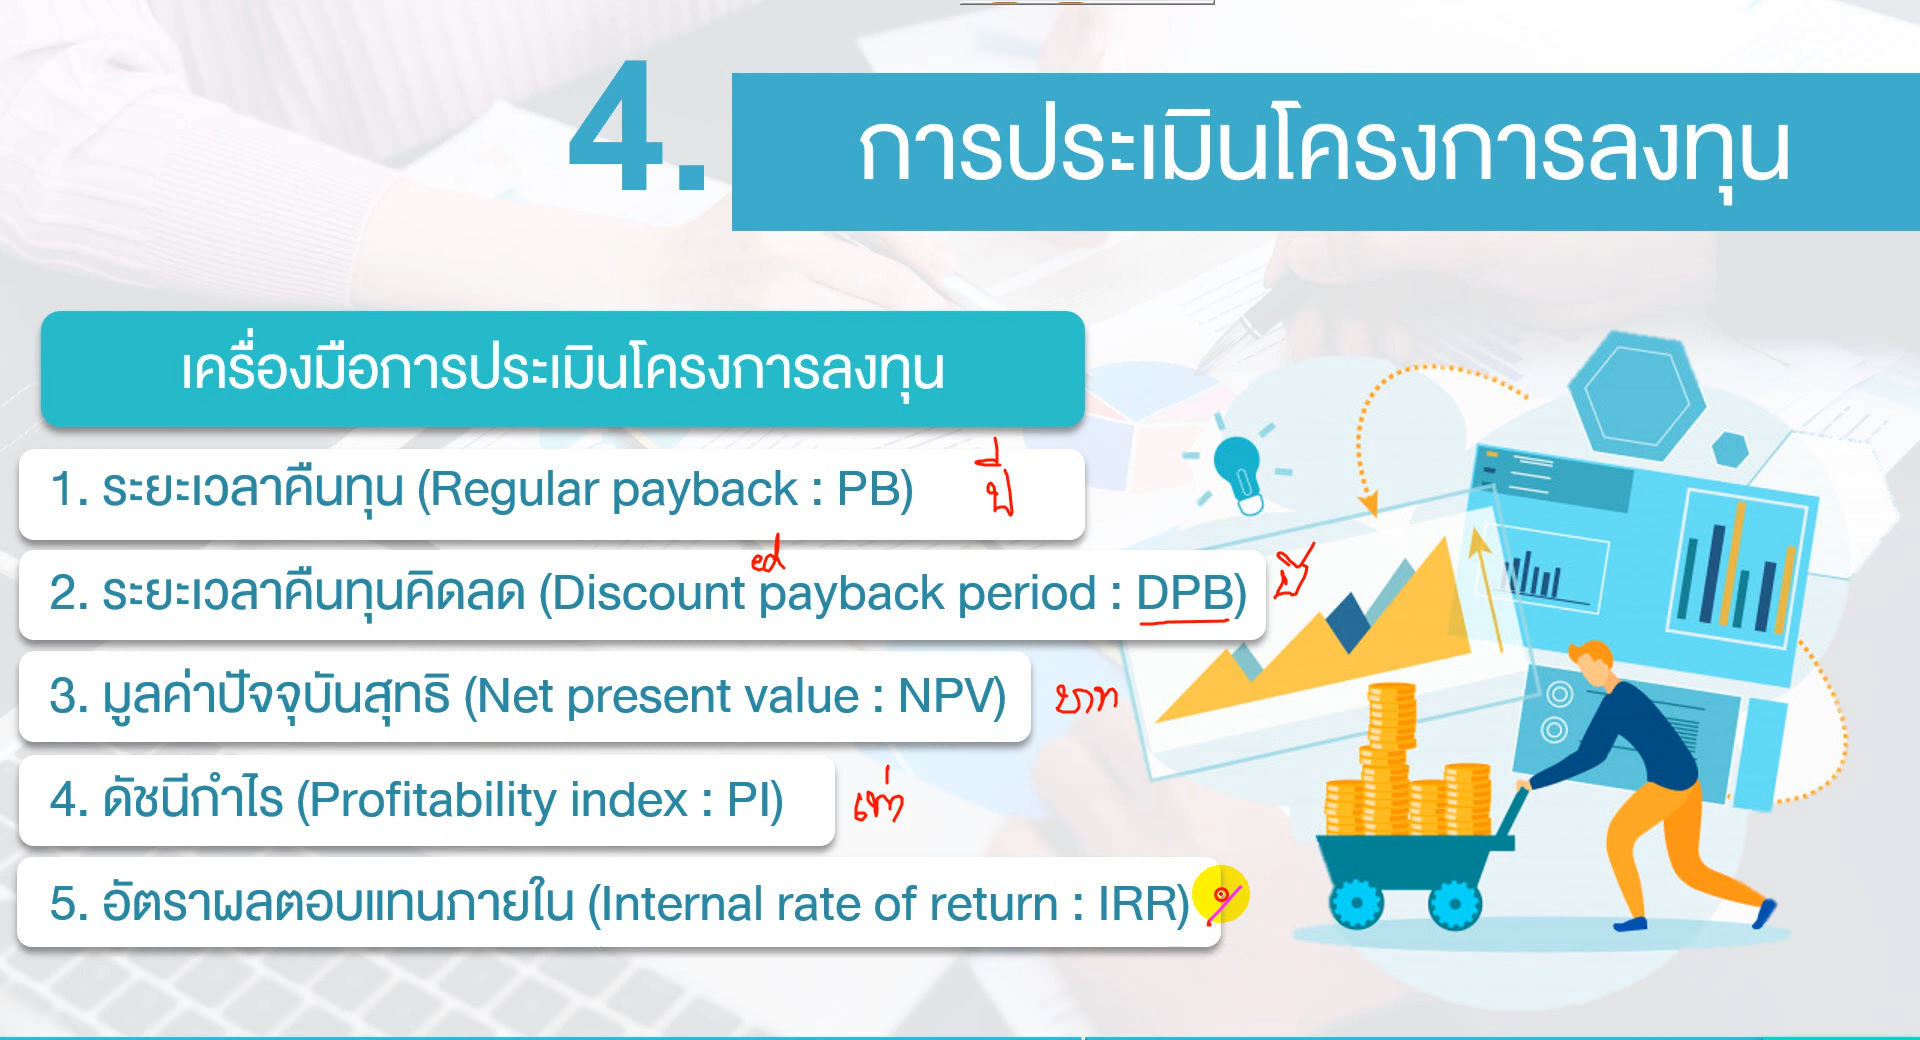 4. การประเมินโครงการลงทุน
เครื่องมือการประเมินโครงการลงทุน
1. ระยะเวลาคืนทุน (Regular payback : PB) ปี
ed
2. ระยะเวลาคืนทุนคิดลด (Discount payback period : DPB) ปี
3. มูลค่าปัจจุบันสุทธิ (Net present value : NPV) บาท
4. ดัชนีกำไร (Profitability index : PI) เท่า
5. อัตราผลตอบแทนภายใน (Internal rate of return : IRR) %